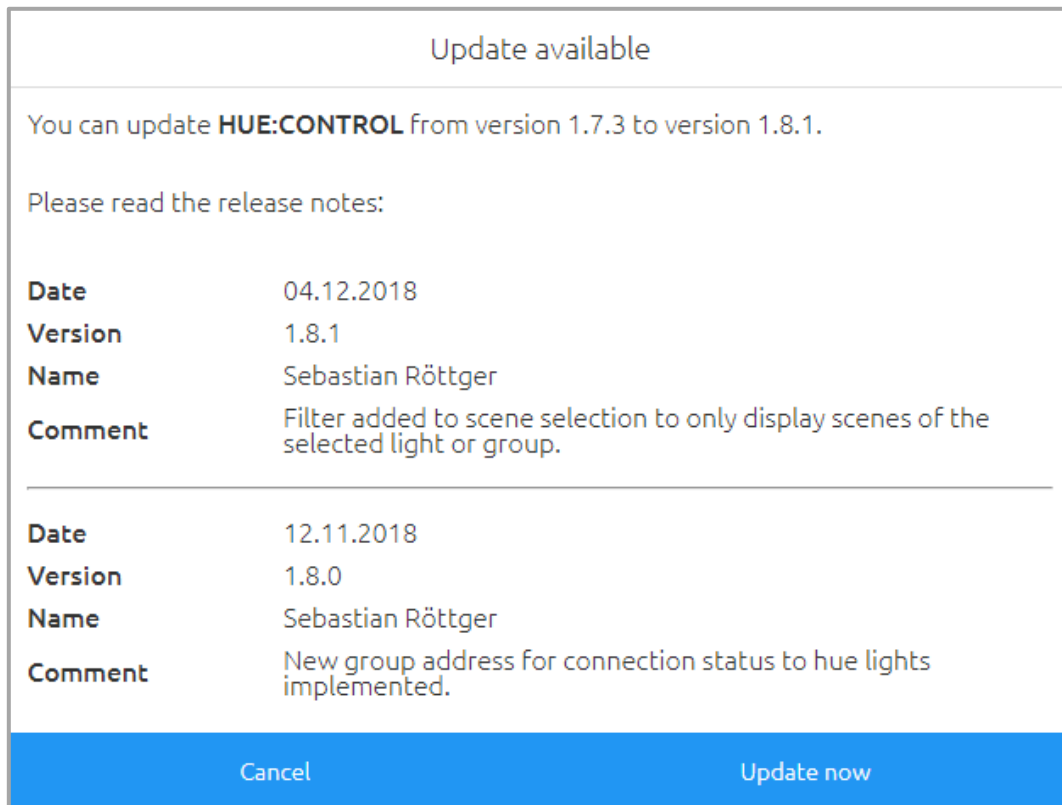 Update available
You can update HUE:CONTROL from version 1.7.3 to version 1.8.1.
Please read the release notes:
Date 04.12.2018
Version 1.8.1
Name Sebastian Röttger
Comment Filter added to scene selection to only display scenes of the
selected light or group.
Date 12.11.2018
Version 1.8.0
Name Sebastian Röttger
Comment New group address for connection status to hue lights
implemented.
Cancel Update now